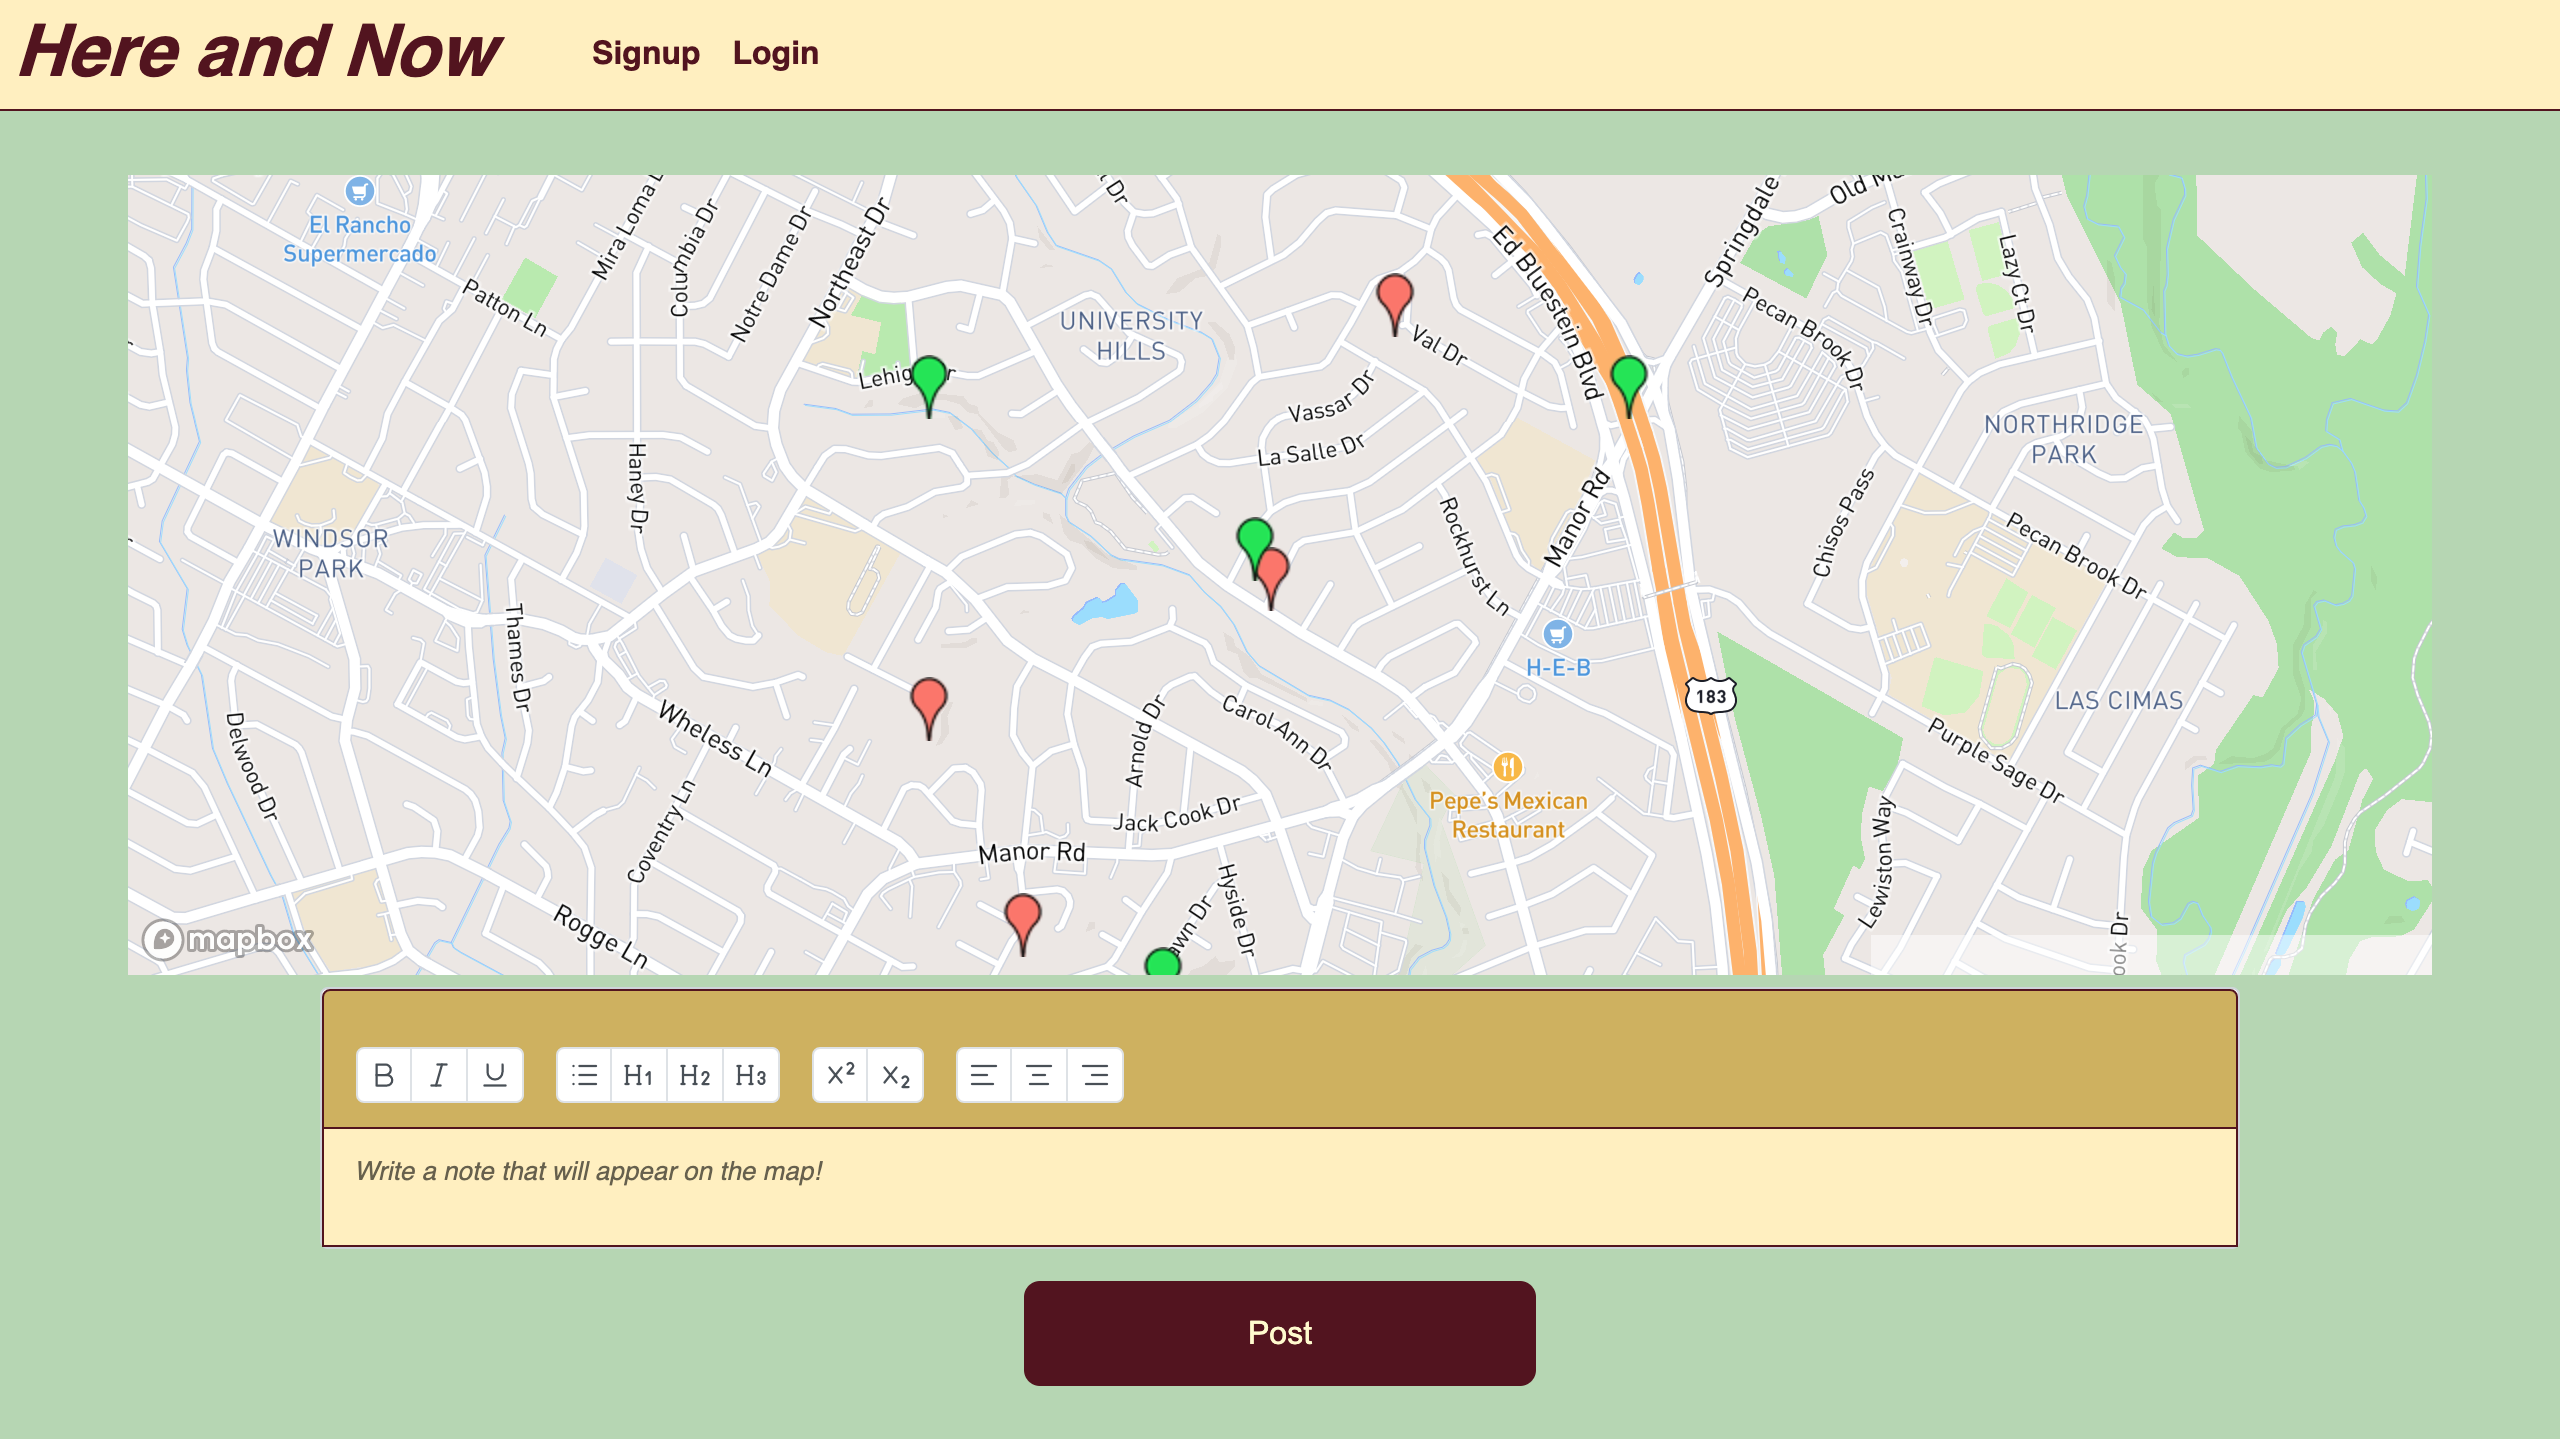 Here and Now
Signup
Login
El Rancho
Supermercado
Patton Ln
Mira Loma
Columbia Dr
Notre Dame Dr
Northeast Dr
Dr
UNIVERSITY
HILLS
Val Dr
Ed Bluestein Blvd
Springdale
Old
Crainway Dr
Lazy Ct Dr
Pecan Brook Dr
Vassar Dr
La Salle Dr
NORTHRIDGE
PARK
Haney Dr
Manor Rd
Rockhurst Ln
Chisos Pass
Pecan Brook Dr
WINDSOR
PARK
Thames Dr
H-E-B
183
LAS CIMAS
Purple Sage Dr
Delwood Dr
Wheless Ln
Coventry Ln
Arnold Dr
Carol Ann Dr
Jack Cook Dr
Pepe's Mexican
Restaurant
Manor Rd
Hyside Dr
Lewiston Way
Rogge Ln
Dr
mapbox
B
I
U
H1
H2
H3
X²
X₂
Write a note that will appear on the map!
Post